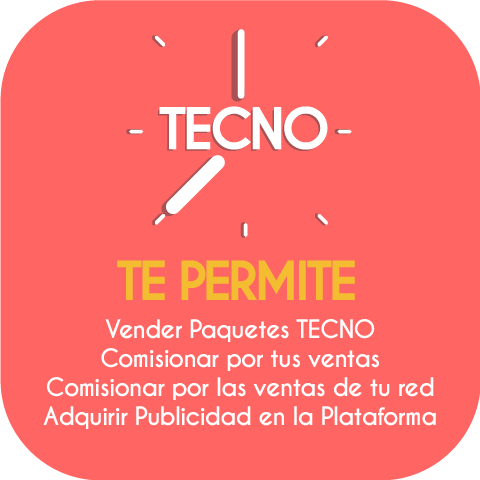 TECNO
TE PERMITE
Vender Paquetes TECNO
Comisionar por tus ventas
Comisionar por las ventas de tu red
Adquirir Publicidad en la Plataforma